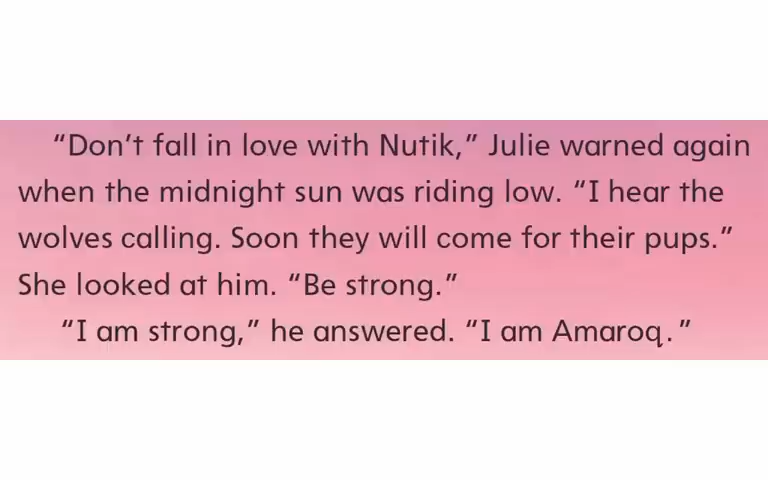 “Don’t fall in love with Nutik,” Julie warned again
when the midnight sun was riding low. “I hear the
wolves calling. Soon they will come for their pups.”
She looked at him. “Be strong.”
“I am strong,” he answered. “I am Amaroq.”